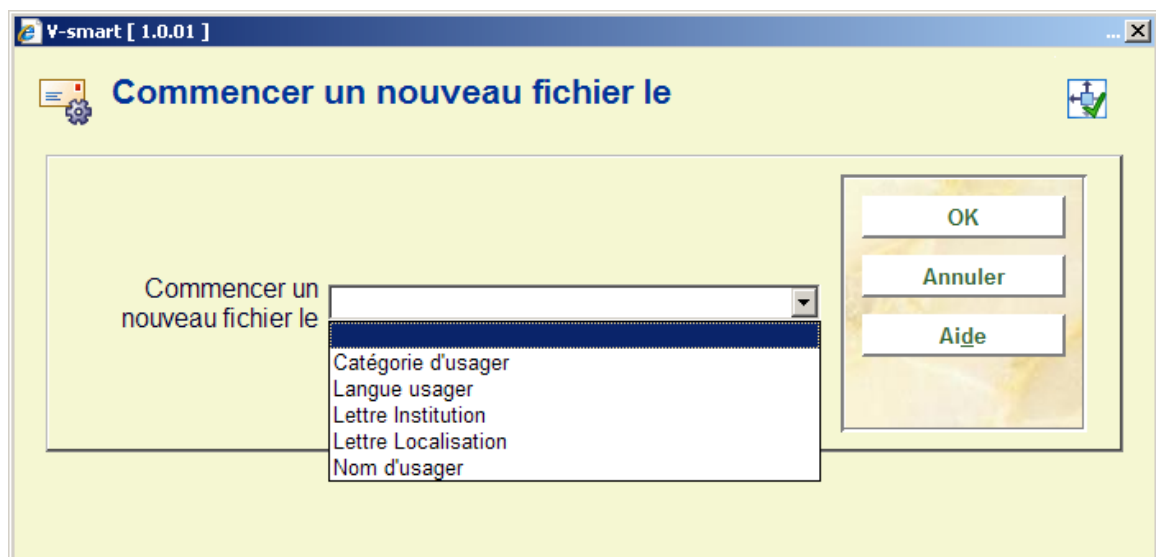 V-smart [ 1.0.01 ]
...
Commencer un nouveau fichier le
OK
Annuler
Aide
Commencer un
nouveau fichier le
Catégorie d'usager
Langue usager
Lettre Institution
Lettre Localisation
Nom d'usager